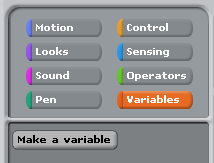 Motion Control
Looks Sensing
Sound Operators
Pen Variables
Make a variable